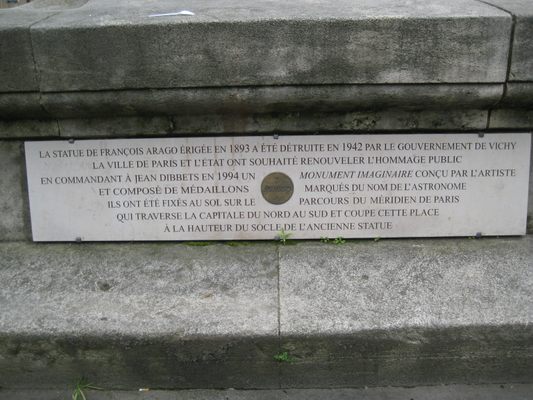 LA STATUE DE FRANÇOIS ARAGO ÉRIGÉE EN 1893 A ÉTÉ DÉTRUITE EN 1942 PAR LE GOUVERNEMENT DE VICHY
LA VILLE DE PARIS ET L'ÉTAT ONT SOUHAITÉ RENOUVELER L'HOMMAGE PUBLIC
EN COMMANDANT À JEAN DIBBETS EN 1994 UN MONUMENT IMAGINAIRE CONÇU PAR L'ARTISTE
ET COMPOSÉ DE MÉDAILLONS MARQUÉS DU NOM DE L'ASTRONOME
ILS ONT ÉTÉ FIXÉS AU SOL SUR LE PARCOURS DU MÉRIDIEN DE PARIS
QUI TRAVERSE LA CAPITALE DU NORD AU SUD ET COUPE CETTE PLACE
À LA HAUTEUR DU SOCLE DE L'ANCIENNE STATUE